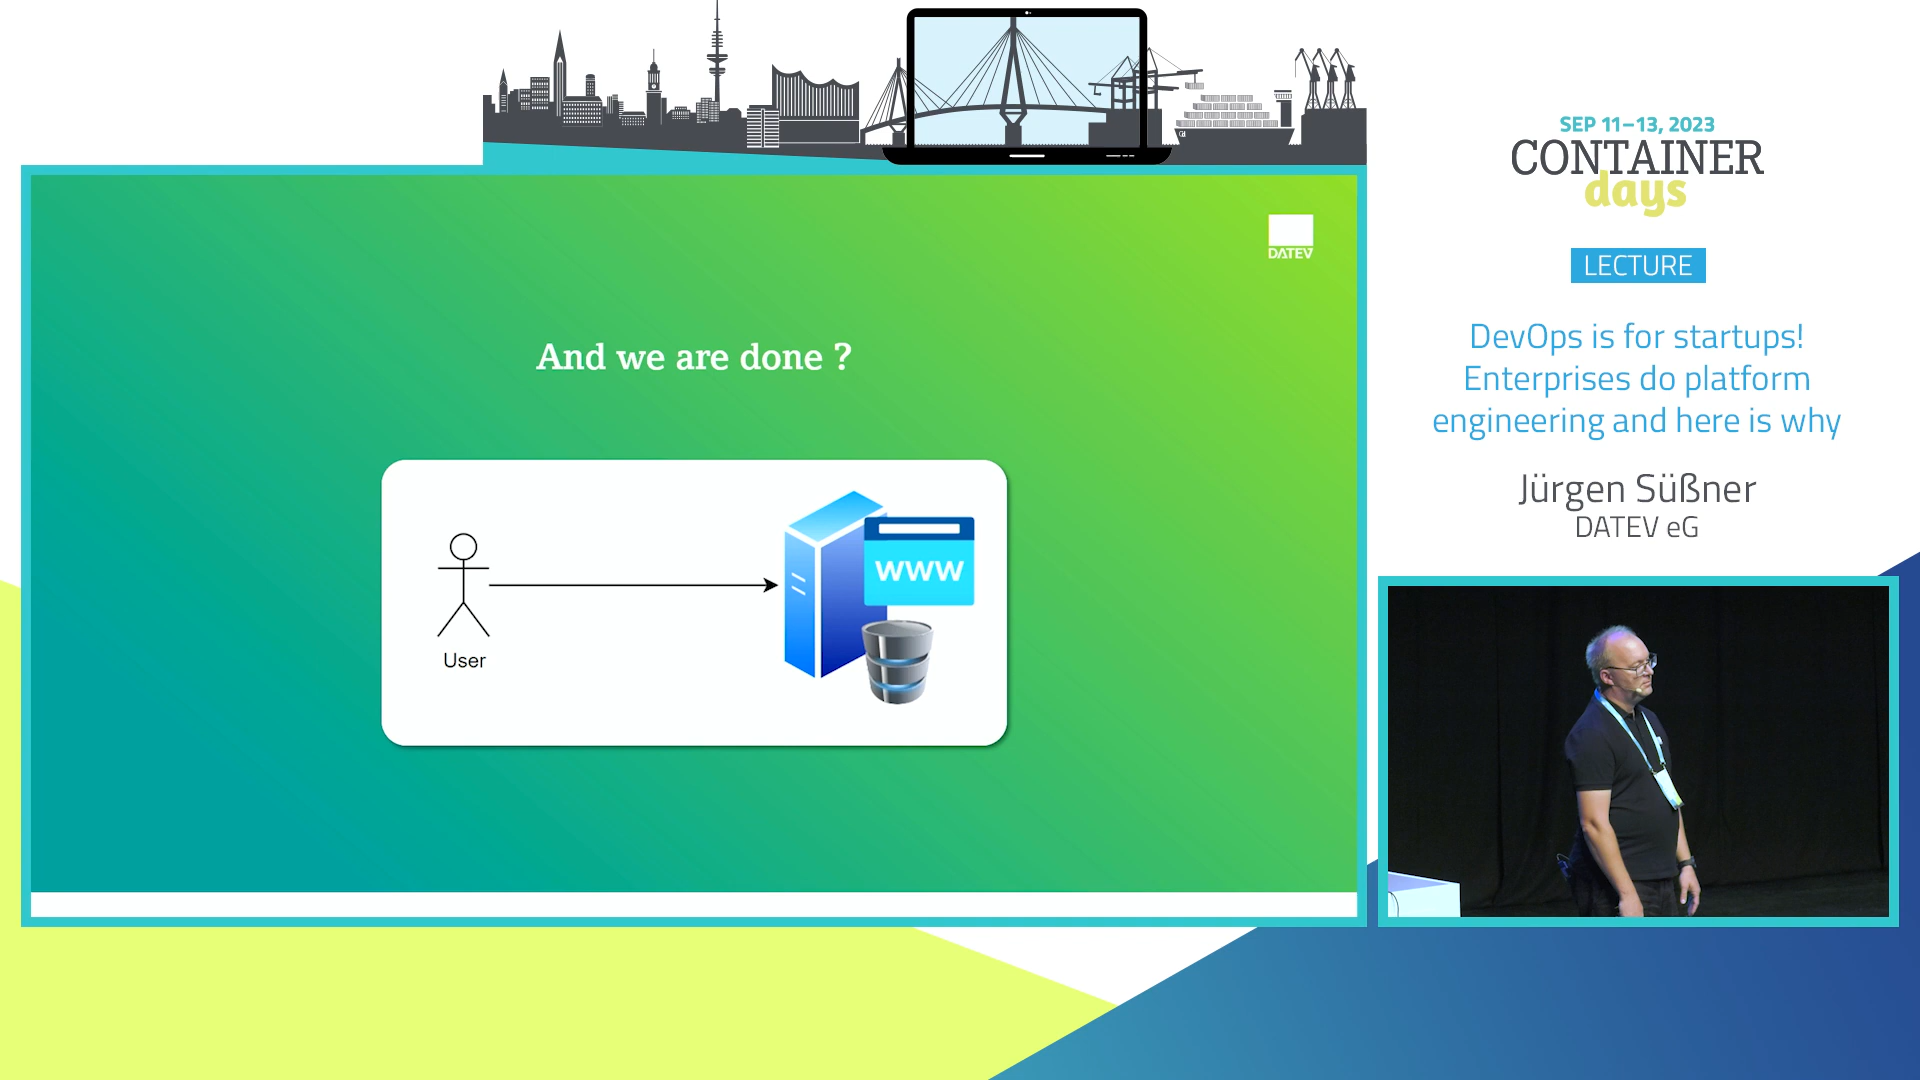 SEP 11–13, 2023
CONTAINER
days
LECTURE
DevOps is for startups!
Enterprises do platform
engineering and here is why
Jürgen Süßner
DATEV eG
DATEV
And we are done ?
www
User